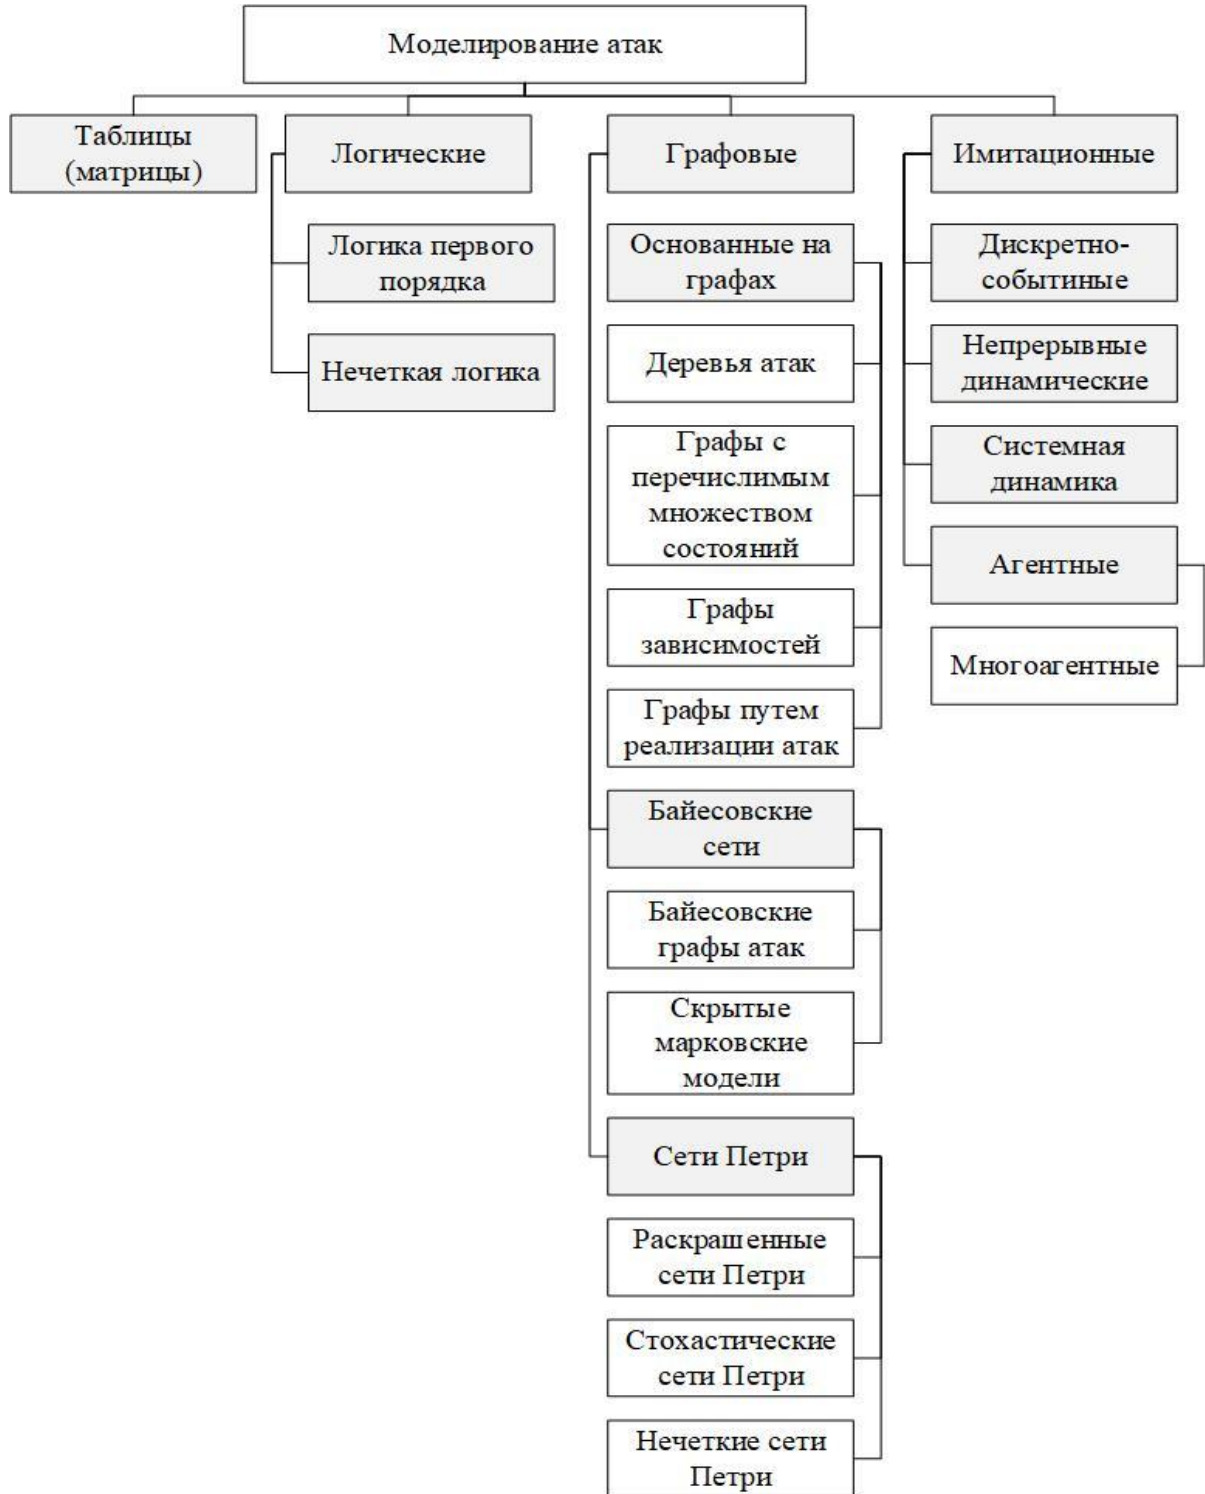 Моделирование атак
Таблицы
(матрицы)
Логические
Логика первого
порядка
Нечеткая логика
Графовые
Основанные на
графах
Деревья атак
Графы с
перечислимым
множеством
состояний
Графы
зависимостей
Графы путем
реализации атак
Байесовские
сети
Байесовские
графы атак
Скрытые
марковские
модели
Сети Петри
Раскрашенные
сети Петри
Стохастические
сети Петри
Нечеткие сети
Петри
Имитационные
Дискретно-
событиные
Непрерывные
динамические
Системная
динамика
Агентные
Многоагентные